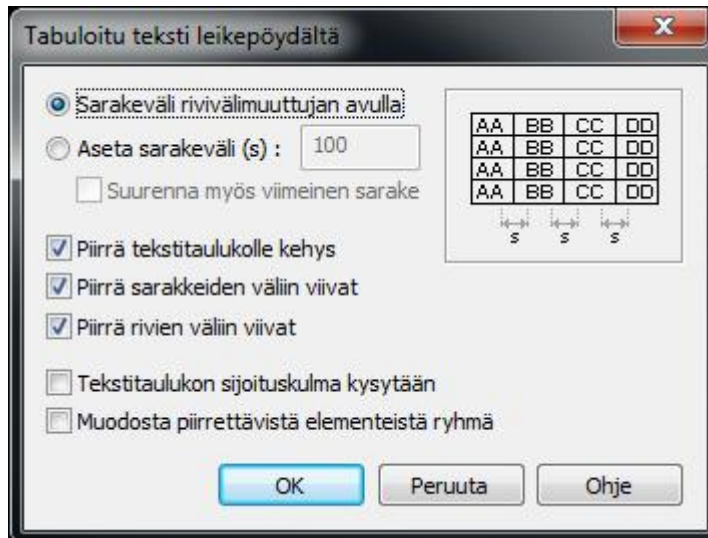 Tabuloitu teksti leikepöydältä
Sarakeväli rivivälimuuttujan avulla
Aseta sarakeväli (s) : 100
Suurenna myös viimeinen sarake
AA BB CC DD
AA BB CC DD
AA BB CC DD
AA BB CC DD
s s s
Piirrä tekstitaulukolle kehys
Piirrä sarakkeiden väliin viivat
Piirrä rivien väliin viivat
Tekstitaulukon sijoituskulma kysytään
Muodosta piirrettävistä elementeistä ryhmä
OK Peruuta Ohje